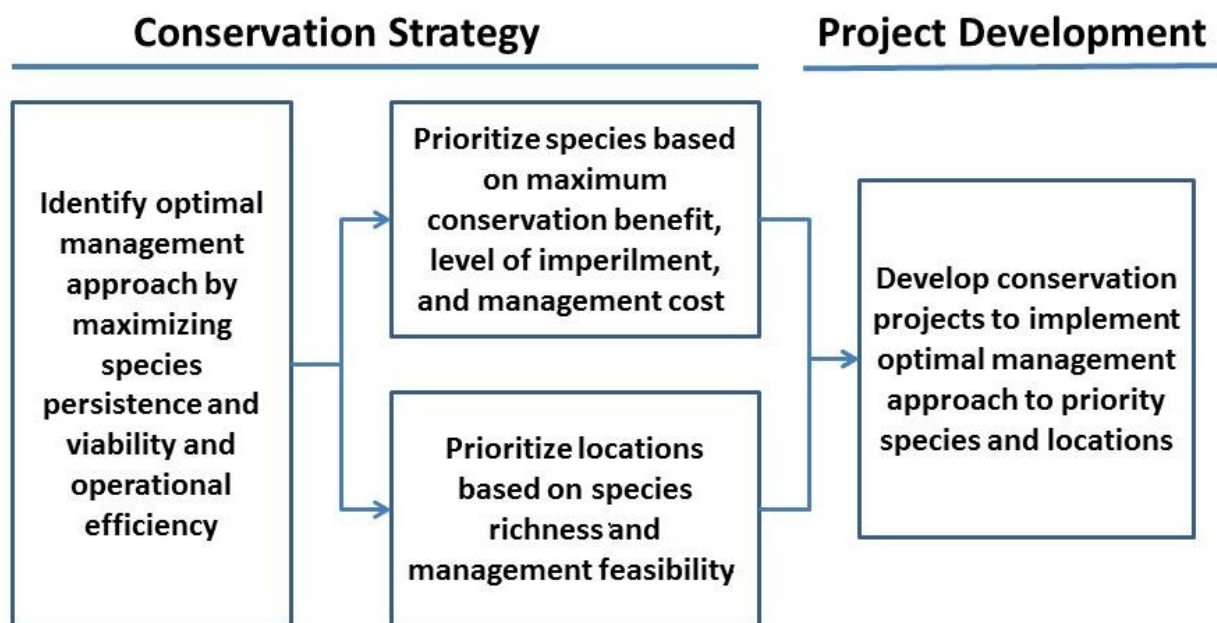 Conservation Strategy
Project Development
Identify optimal
management
approach by
maximizing
species
persistence and
viability and
operational
efficiency
Prioritize species based
on maximum
conservation benefit,
level of imperilment,
and management cost
Prioritize locations
based on species
richness and
management feasibility
Develop conservation
projects to implement
optimal management
approach to priority
species and locations